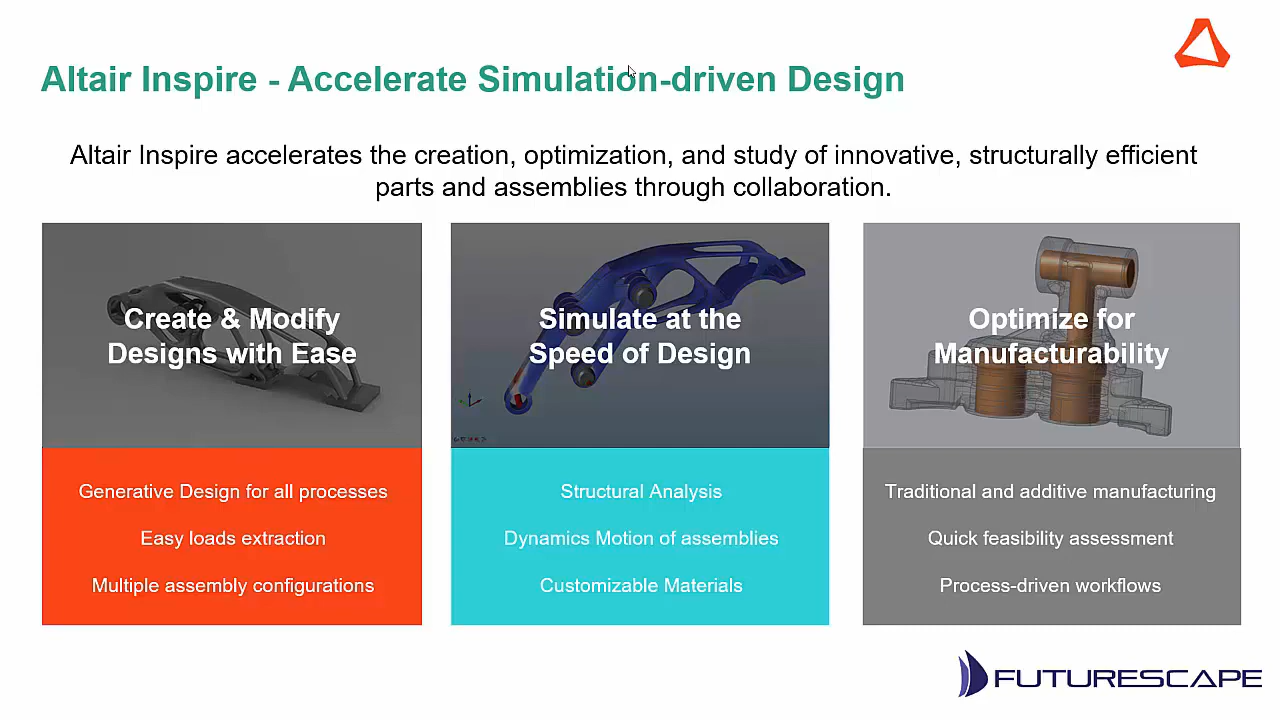 Altair Inspire - Accelerate Simulation-driven Design
Altair Inspire accelerates the creation, optimization, and study of innovative, structurally efficient
parts and assemblies through collaboration.
Create & Modify
Designs with Ease
Generative Design for all processes
Easy loads extraction
Multiple assembly configurations
Simulate at the
Speed of Design
Structural Analysis
Dynamics Motion of assemblies
Customizable Materials
Optimize for
Manufacturability
Traditional and additive manufacturing
Quick feasibility assessment
Process-driven workflows
FUTURESCAPE